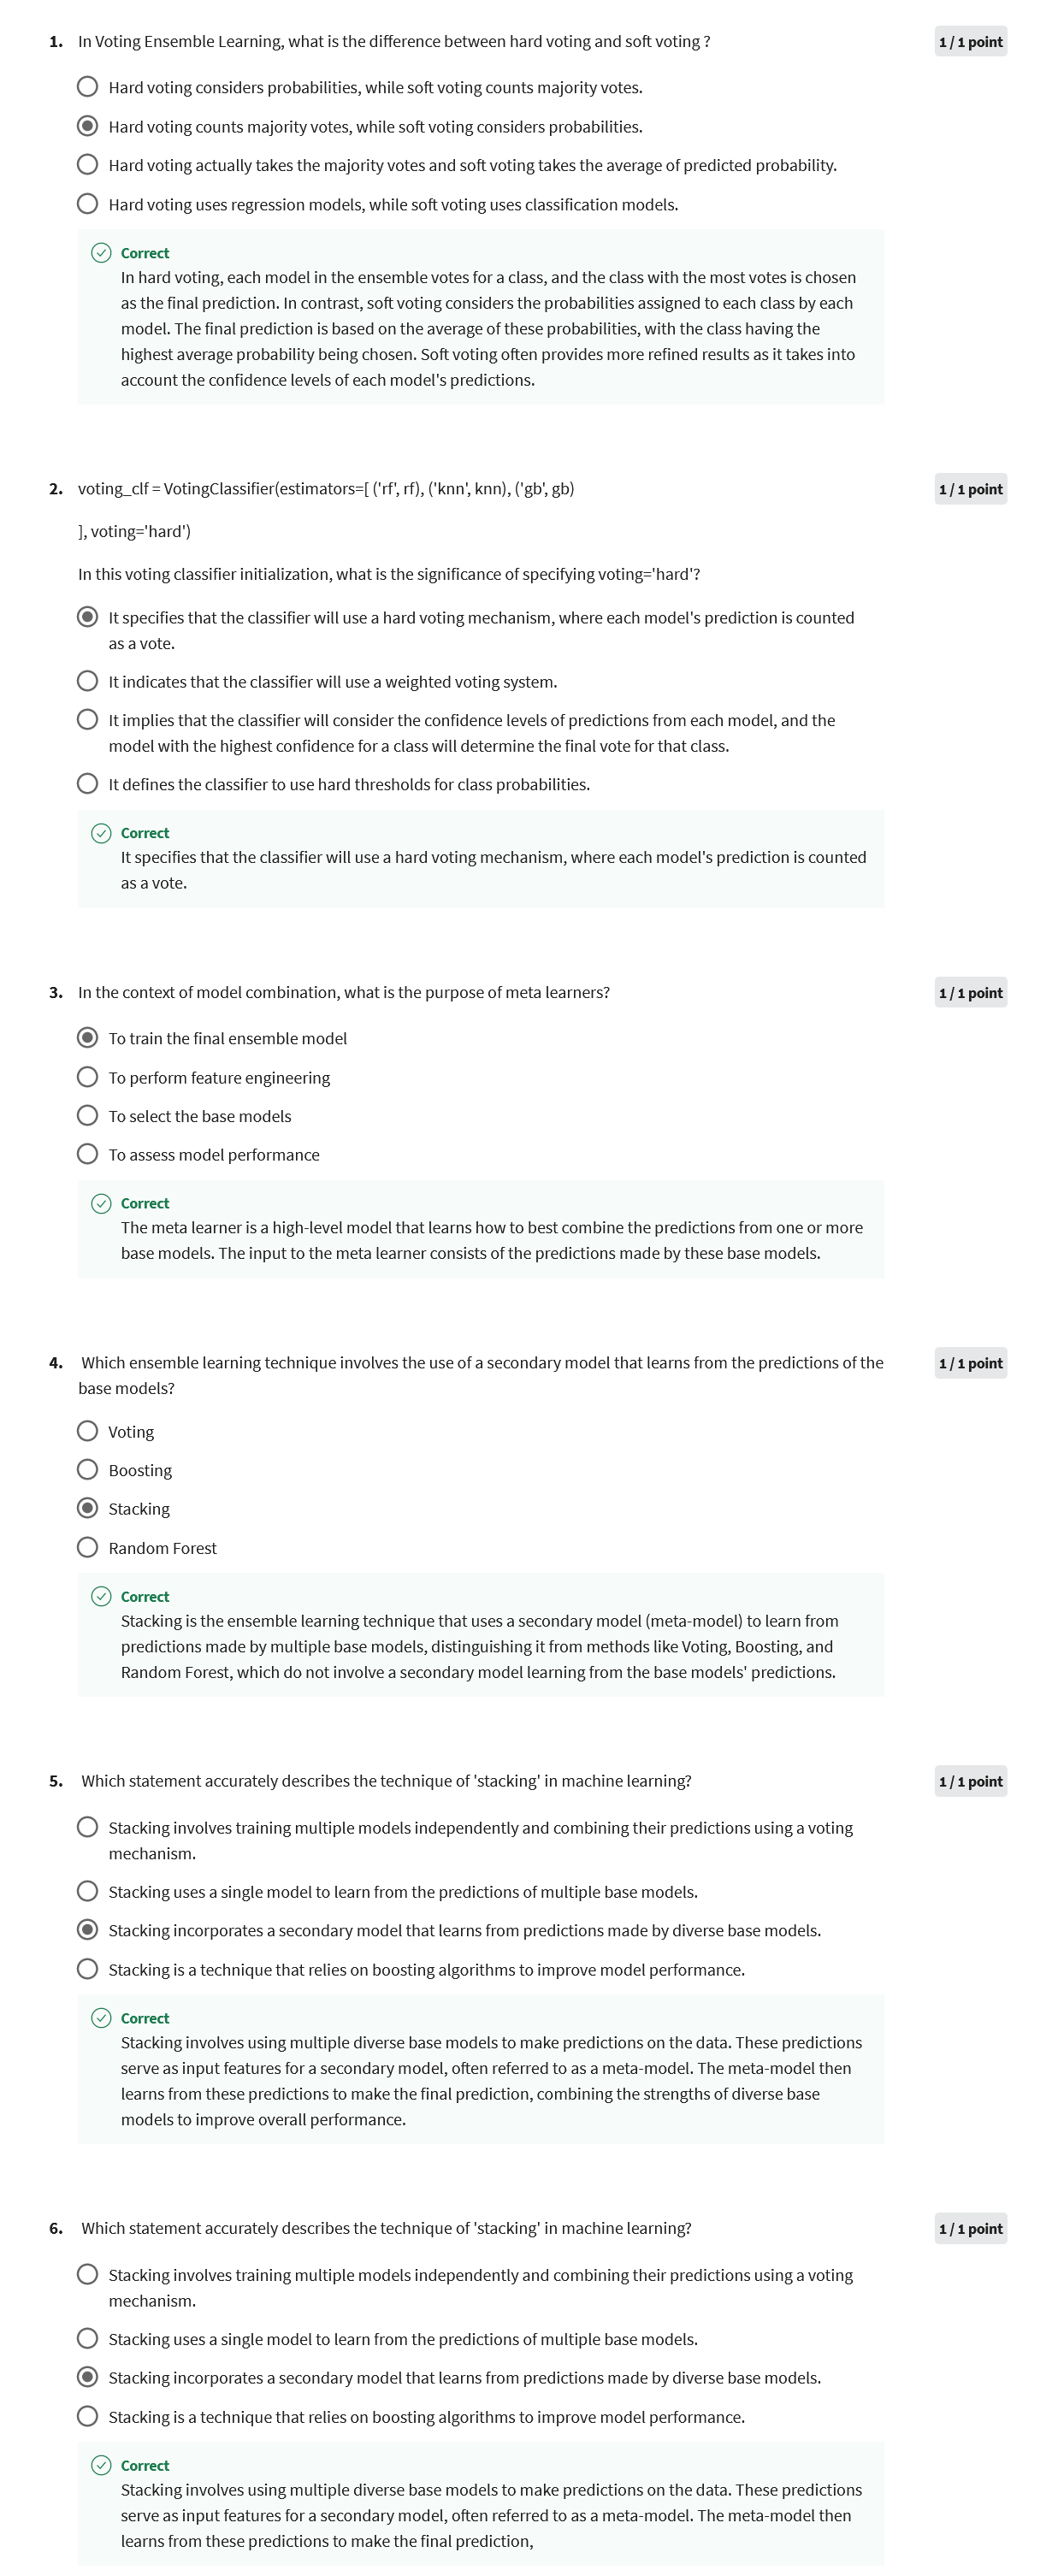 1. In Voting Ensemble Learning, what is the difference between hard voting and soft voting ?
1 / 1 point
Hard voting considers probabilities, while soft voting counts majority votes.
Hard voting counts majority votes, while soft voting considers probabilities.
Hard voting actually takes the majority votes and soft voting takes the average of predicted probability.
Hard voting uses regression models, while soft voting uses classification models.
Correct
In hard voting, each model in the ensemble votes for a class, and the class with the most votes is chosen
as the final prediction. In contrast, soft voting considers the probabilities assigned to each class by each
model. The final prediction is based on the average of these probabilities, with the class having the
highest average probability being chosen. Soft voting often provides more refined results as it takes into
account the confidence levels of each model's predictions.
2. voting_clf = VotingClassifier(estimators=[ ('rf', rf), ('knn', knn), ('gb', gb)
1 / 1 point
], voting='hard')
In this voting classifier initialization, what is the significance of specifying voting='hard'?
It specifies that the classifier will use a hard voting mechanism, where each model's prediction is counted
as a vote.
It indicates that the classifier will use a weighted voting system.
It implies that the classifier will consider the confidence levels of predictions from each model, and the
model with the highest confidence for a class will determine the final vote for that class.
It defines the classifier to use hard thresholds for class probabilities.
Correct
It specifies that the classifier will use a hard voting mechanism, where each model's prediction is counted
as a vote.
3. In the context of model combination, what is the purpose of meta learners?
1 / 1 point
To train the final ensemble model
To perform feature engineering
To select the base models
To assess model performance
Correct
The meta learner is a high-level model that learns how to best combine the predictions from one or more
base models. The input to the meta learner consists of the predictions made by these base models.
4. Which ensemble learning technique involves the use of a secondary model that learns from the predictions of the
1 / 1 point
base models?
Voting
Boosting
Stacking
Random Forest
Correct
Stacking is the ensemble learning technique that uses a secondary model (meta-model) to learn from
predictions made by multiple base models, distinguishing it from methods like Voting, Boosting, and
Random Forest, which do not involve a secondary model learning from the base models' predictions.
5. Which statement accurately describes the technique of 'stacking' in machine learning?
1 / 1 point
Stacking involves training multiple models independently and combining their predictions using a voting
mechanism.
Stacking uses a single model to learn from the predictions of multiple base models.
Stacking incorporates a secondary model that learns from predictions made by diverse base models.
Stacking is a technique that relies on boosting algorithms to improve model performance.
Correct
Stacking involves using multiple diverse base models to make predictions on the data. These predictions
serve as input features for a secondary model, often referred to as a meta-model. The meta-model then
learns from these predictions to make the final prediction, combining the strengths of diverse base
models to improve overall performance.
6. Which statement accurately describes the technique of 'stacking' in machine learning?
1 / 1 point
Stacking involves training multiple models independently and combining their predictions using a voting
mechanism.
Stacking uses a single model to learn from the predictions of multiple base models.
Stacking incorporates a secondary model that learns from predictions made by diverse base models.
Stacking is a technique that relies on boosting algorithms to improve model performance.
Correct
Stacking involves using multiple diverse base models to make predictions on the data. These predictions
serve as input features for a secondary model, often referred to as a meta-model. The meta-model then
learns from these predictions to make the final prediction,